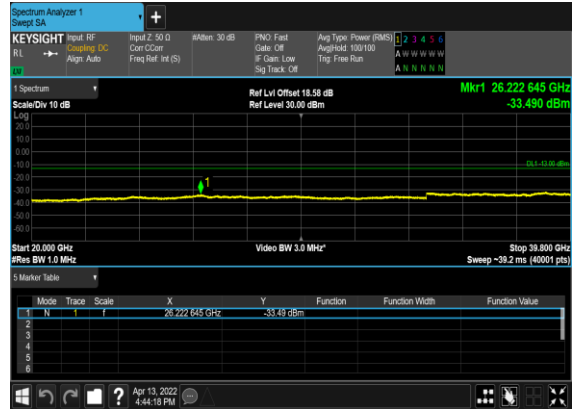 Spectrum Analyzer 1
Swept SA
+
KEYSIGHT Input: RF Input Z: 50 Ω #Atten: 30 dB PNO: Fast Avg Type: Power (RMS) 1 2 3 4 5 6
RL Coupling: DC Corr CCorr Gate: Off Avg|Hold: 100/100 A W W W W W
Align: Auto Freq Ref: Int (S) IF Gain: Low Trig: Free Run
Sig Track: Off A N N N N N
1 Spectrum Ref Lvl Offset 18.58 dB Mkr1 26.222 645 GHz
Scale/Div 10 dB Ref Level 30.00 dBm -33.490 dBm
Log
20.0
10.0
0.00
-10.0 DL1 -13.00 dBm
-20.0
-30.0 1
-40.0
-50.0
-60.0
Start 20.000 GHz Video BW 3.0 MHz* Stop 39.800 GHz
#Res BW 1.0 MHz Sweep ~39.2 ms (40001 pts)
5 Marker Table
Mode Trace Scale X Y Function Function Width Function Value
1 N 1 f 26.222 645 GHz -33.49 dBm
2
3
4
5
6
? Apr 13, 2022
4:44:18 PM